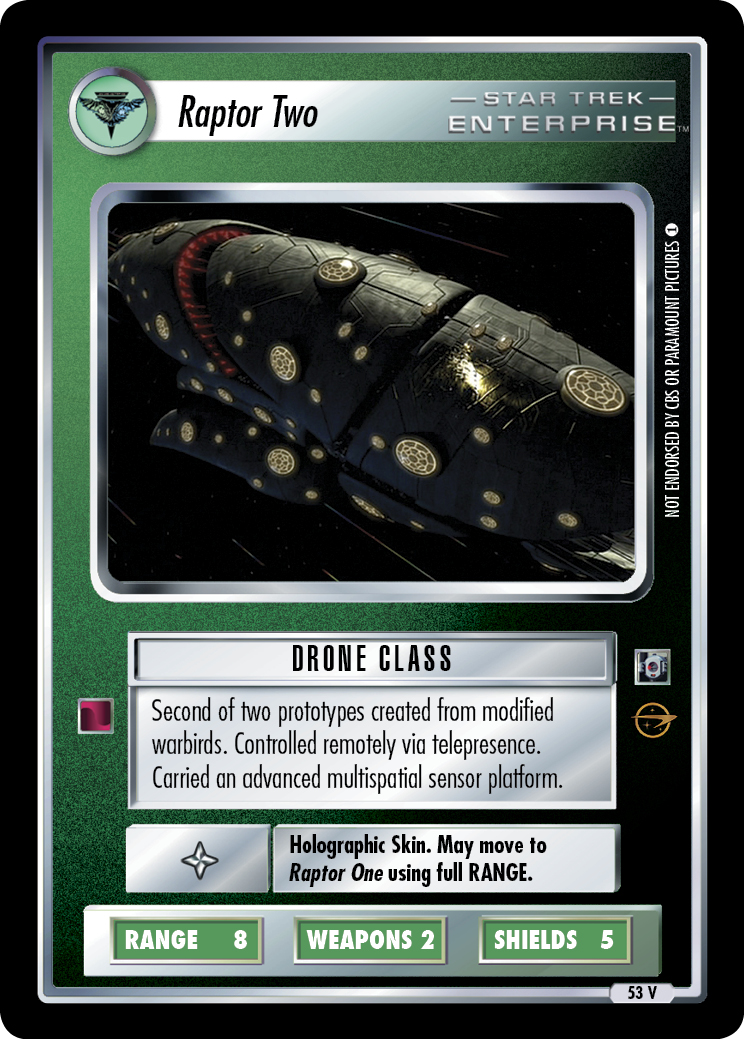 Raptor Two
STAR TREK
ENTERPRISE™
NOT ENDORSED BY CBS OR PARAMOUNT PICTURES 1
DRONE CLASS
Second of two prototypes created from modified
warbirds. Controlled remotely via telepresence.
Carried an advanced multispatial sensor platform.
Holographic Skin. May move to
Raptor One using full RANGE.
RANGE 8
WEAPONS 2
SHIELDS 5
53 V